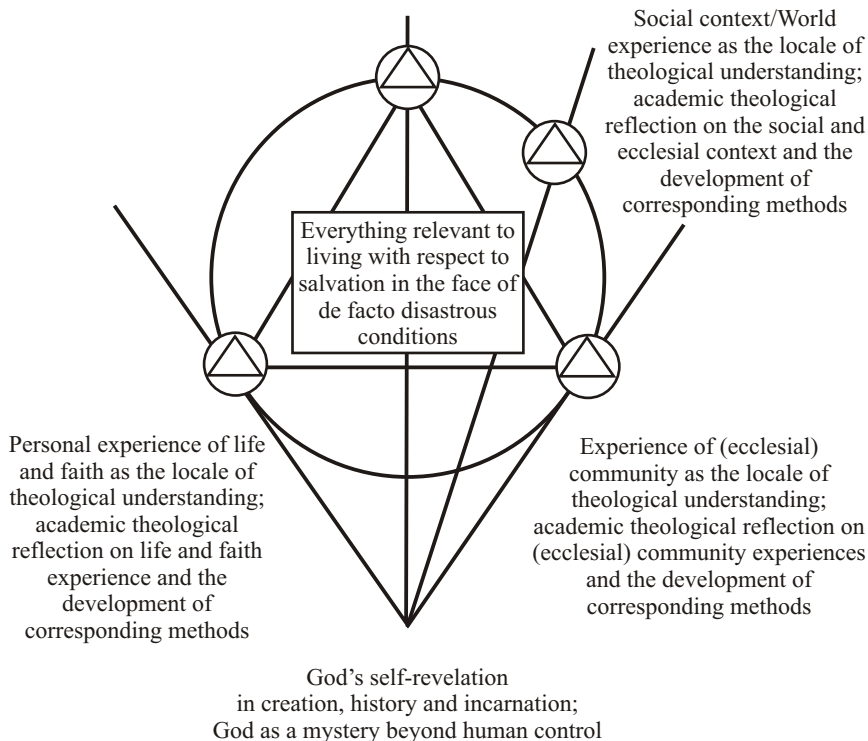 Social context/World
experience as the locale of
theological understanding;
academic theological
reflection on the social and
ecclesial context and the
development of
corresponding methods
Everything relevant to
living with respect to
salvation in the face of
de facto disastrous
conditions
Personal experience of life
and faith as the locale of
theological understanding;
academic theological
reflection on life and faith
experience and the
development of
corresponding methods
Experience of (ecclesial)
community as the locale of
theological understanding;
academic theological reflection on
(ecclesial) community experiences
and the development of
corresponding methods
God’s self-revelation
in creation, history and incarnation;
God as a mystery beyond human control